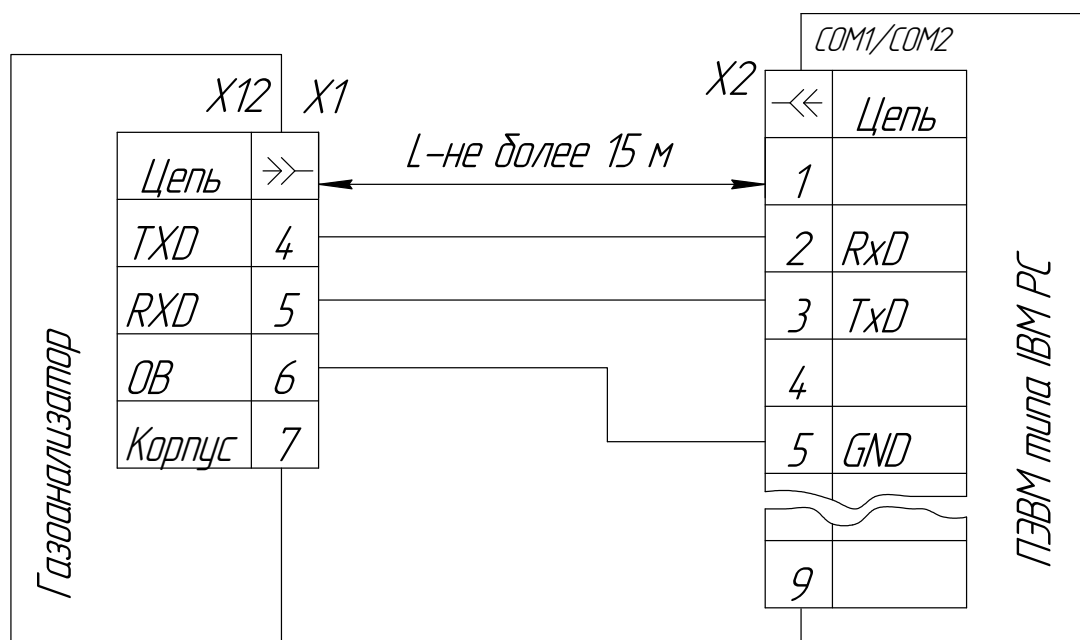 COM1/COM2
X12 X1
X2
Цепь
L-не более 15 м
Цепь
1
TXD 4
2 RxD
RXD 5
3 TxD
0В 6
4
Корпус 7
5 GND
9
Газоанализатор
ПЭВМ типа IBM PC